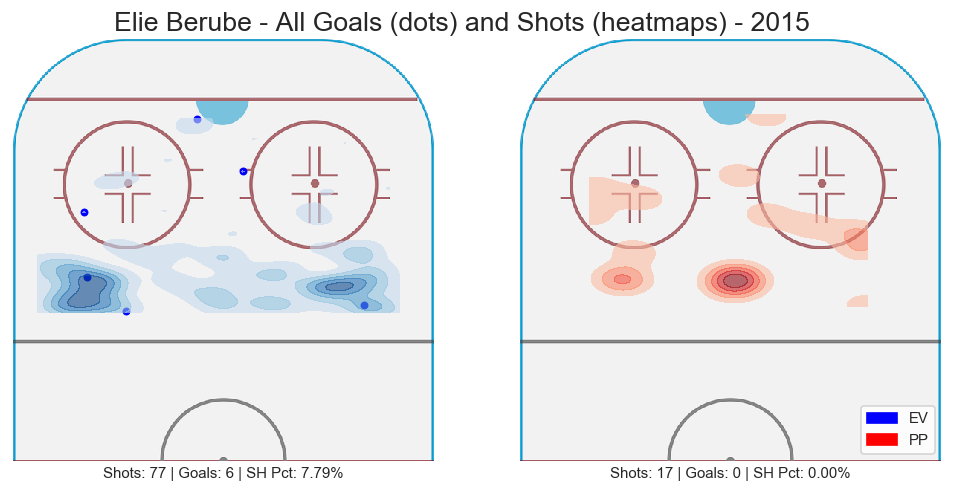 Elie Berube - All Goals (dots) and Shots (heatmaps) - 2015
EV
PP
Shots: 77 | Goals: 6 | SH Pct: 7.79%
Shots: 17 | Goals: 0 | SH Pct: 0.00%